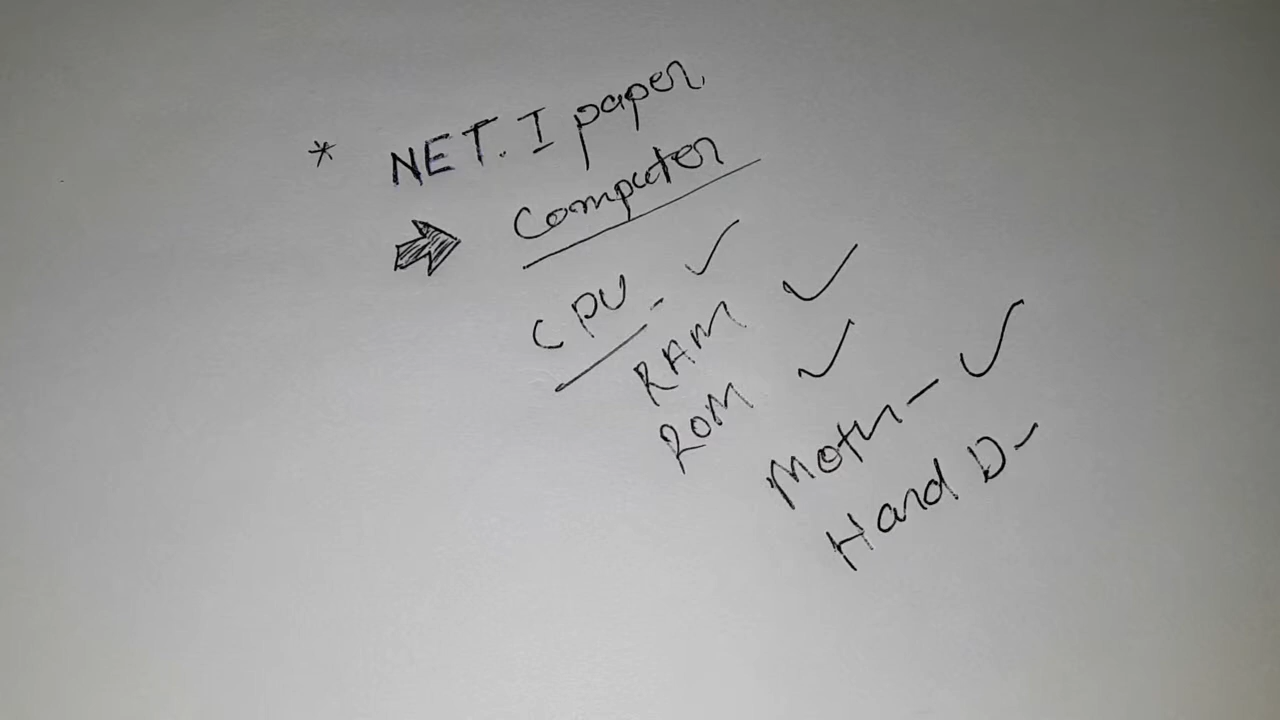 * NET. I paper
⇒ Computer
CPU - ✓
RAM ✓
ROM ✓
Moth - ✓
Hard D-